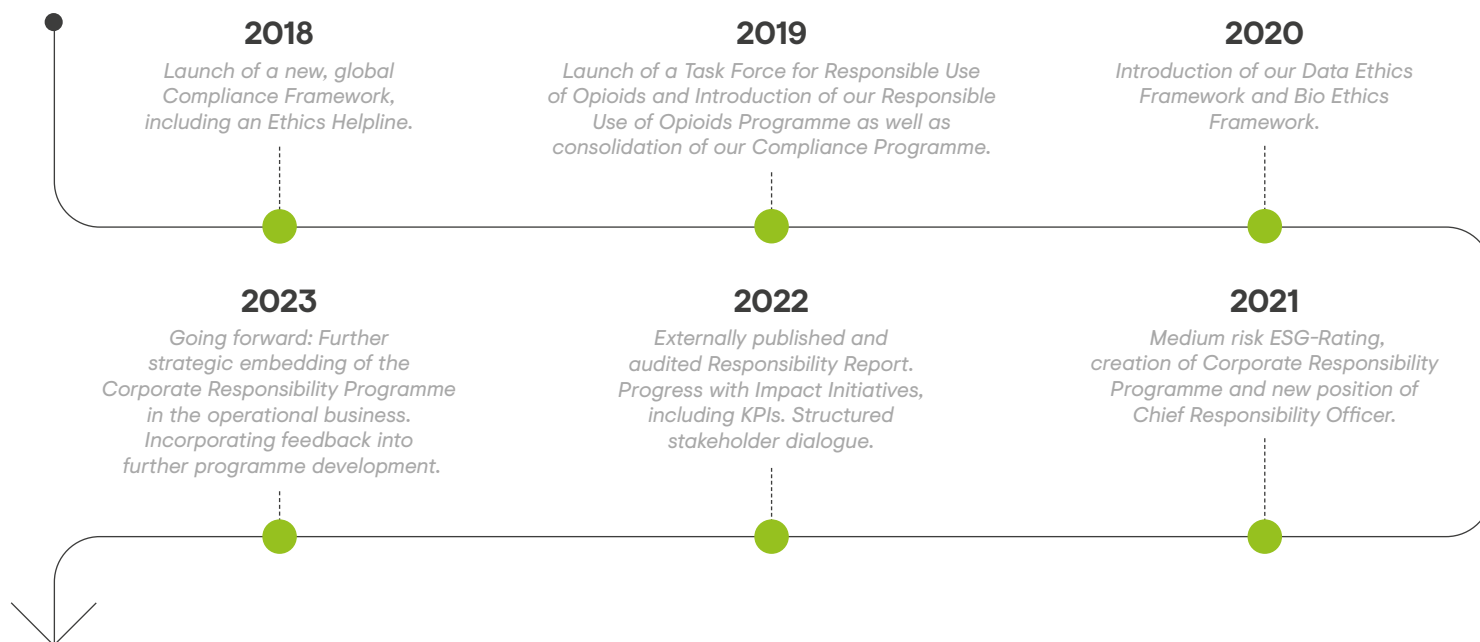 2018
Launch of a new, global
Compliance Framework,
including an Ethics Helpline.
2019
Launch of a Task Force for Responsible Use
of Opioids and Introduction of our Responsible
Use of Opioids Programme as well as
consolidation of our Compliance Programme.
2020
Introduction of our Data Ethics
Framework and Bio Ethics
Framework.
2021
Medium risk ESG-Rating,
creation of Corporate Responsibility
Programme and new position of
Chief Responsibility Officer.
2022
Externally published and
audited Responsibility Report.
Progress with Impact Initiatives,
including KPIs. Structured
stakeholder dialogue.
2023
Going forward: Further
strategic embedding of the
Corporate Responsibility Programme
in the operational business.
Incorporating feedback into
further programme development.